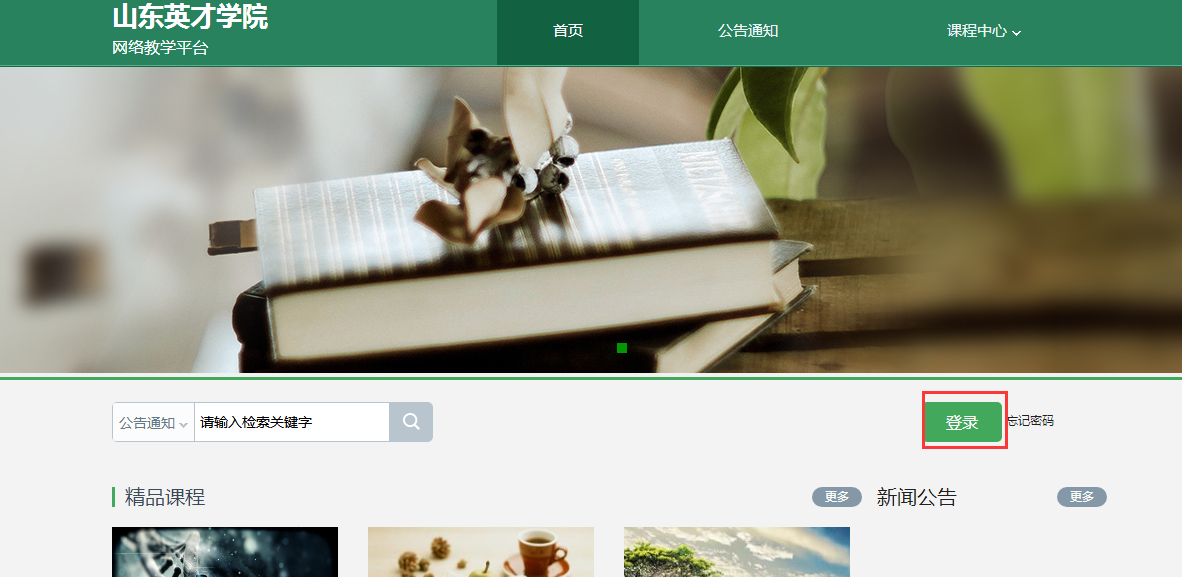 山东英才学院
网络教学平台
首页
公告通知
课程中心
公告通知
请输入检索关键字
登录
忘记密码
精品课程
更多
新闻公告
更多